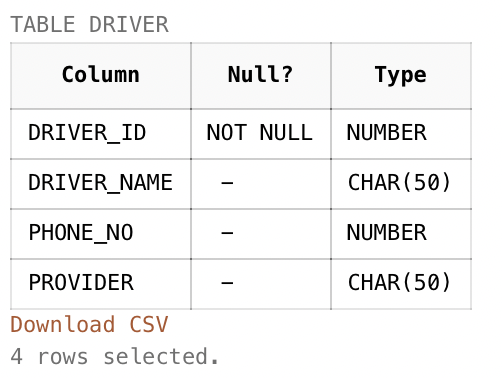 TABLE DRIVER
Column Null? Type
DRIVER_ID NOT NULL NUMBER
DRIVER_NAME - CHAR(50)
PHONE_NO - NUMBER
PROVIDER - CHAR(50)
Download CSV
4 rows selected.